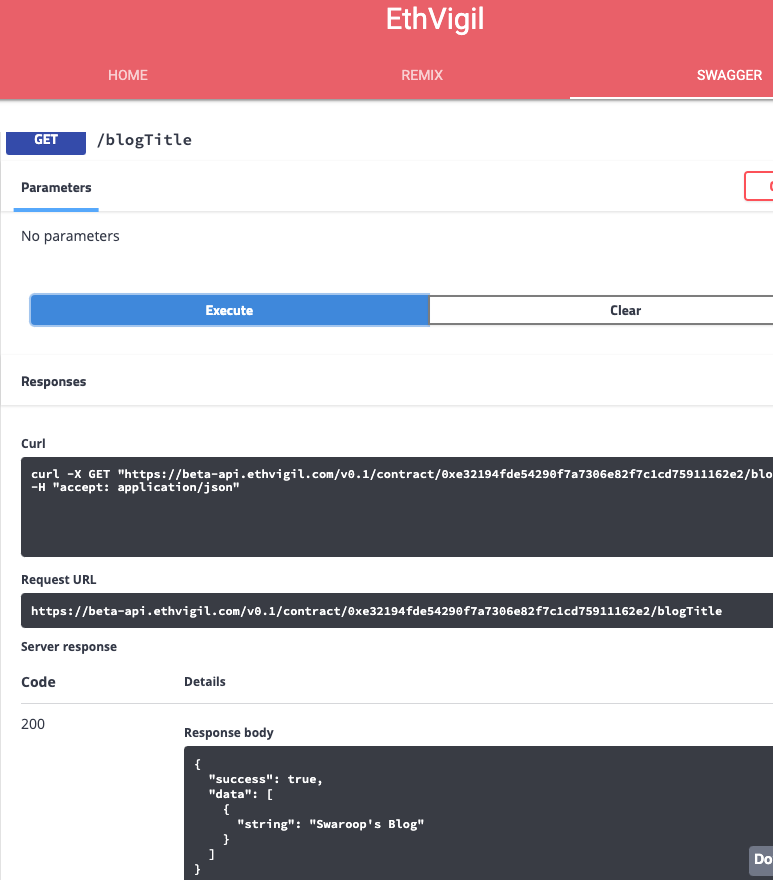 EthVigil
HOME REMIX SWAGGER
GET /blogTitle
Parameters
No parameters
Execute Clear
Responses
Curl
curl -X GET "https://beta-api.ethvigil.com/v0.1/contract/0xe32194fde54290f7a7306e82f7c1cd75911162e2/blo
-H "accept: application/json"
Request URL
https://beta-api.ethvigil.com/v0.1/contract/0xe32194fde54290f7a7306e82f7c1cd75911162e2/blogTitle
Server response
Code Details
200
Response body
{
"success": true,
"data": [
{
"string": "Swaroop's Blog"
}
]
}
Do